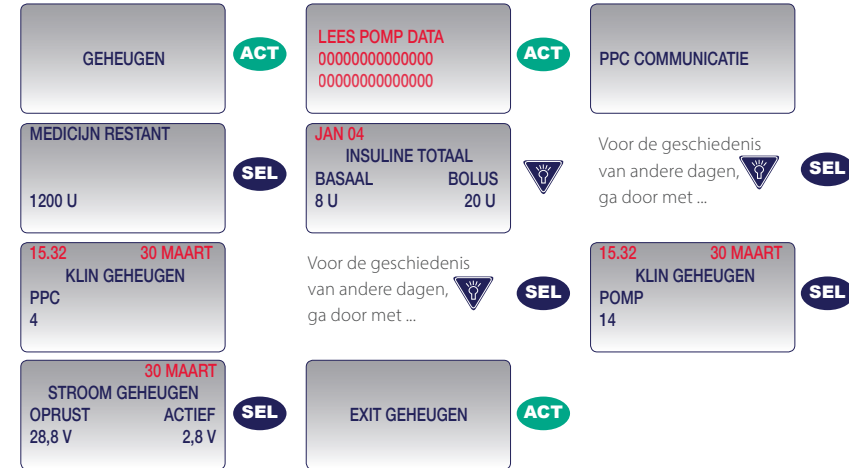 GEHEUGEN
ACT
LEES POMP DATA
00000000000000
00000000000000
ACT
PPC COMMUNICATIE
MEDICIJN RESTANT
1200 U
SEL
JAN 04
INSULINE TOTAAL
BASAAL BOLUS
8 U 20 U
Voor de geschiedenis
van andere dagen,
ga door met ...
SEL
15.32 30 MAART
KLIN GEHEUGEN
PPC
4
Voor de geschiedenis
van andere dagen,
ga door met ...
SEL
15.32 30 MAART
KLIN GEHEUGEN
POMP
14
SEL
30 MAART
STROOM GEHEUGEN
OPRUST ACTIEF
28,8 V 2,8 V
SEL
EXIT GEHEUGEN
ACT